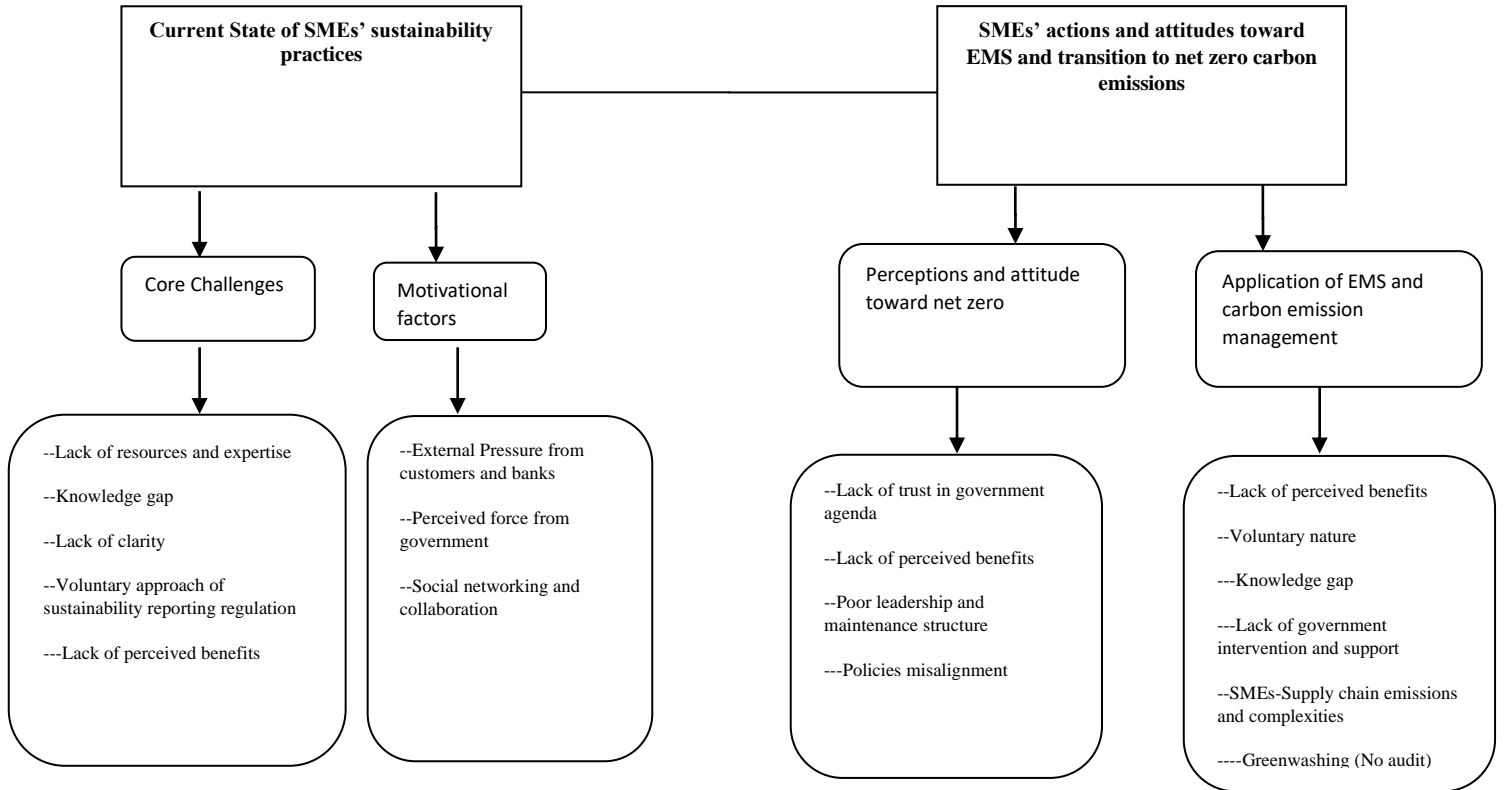 Current State of SMEs’ sustainability
practices
SMEs’ actions and attitudes toward
EMS and transition to net zero carbon
emissions
Core Challenges
Motivational
factors
Perceptions and attitude
toward net zero
Application of EMS and
carbon emission
management
--Lack of resources and expertise
--Knowledge gap
--Lack of clarity
--Voluntary approach of
sustainability reporting regulation
---Lack of perceived benefits
--External Pressure from
customers and banks
--Perceived force from
government
--Social networking and
collaboration
--Lack of trust in government
agenda
--Lack of perceived benefits
--Poor leadership and
maintenance structure
---Policies misalignment
--Lack of perceived benefits
--Voluntary nature
---Knowledge gap
---Lack of government
intervention and support
--SMEs-Supply chain emissions
and complexities
----Greenwashing (No audit)